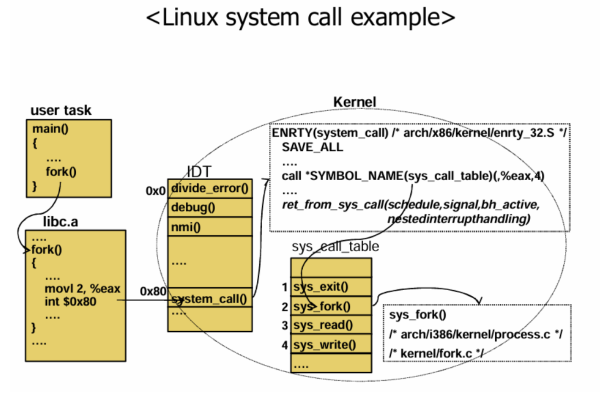 <Linux system call example>
user task
main()
{
....
fork()
}
libc.a
....
fork()
{
....
movl 2, %eax
int $0x80
....
}
....
IDT
0x0
divide_error()
debug()
nmi()
....
0x80
system_call()
....
Kernel
ENRTY(system_call) /* arch/x86/kernel/enrty_32.S */
SAVE_ALL
....
call *SYMBOL_NAME(sys_call_table)(,%eax,4)
....
ret_from_sys_call(schedule,signal,bh_active,
nestedinterrupthandling)
sys_call_table
1 sys_exit()
2 sys_fork()
3 sys_read()
4 sys_write()
....
sys_fork()
/* arch/i386/kernel/process.c */
/* kernel/fork.c */